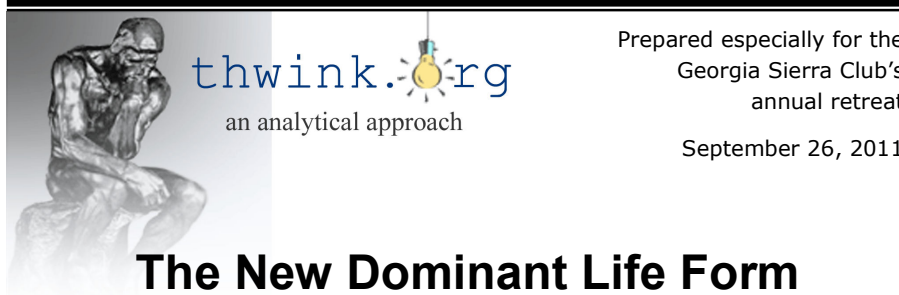 thwink.org
an analytical approach
Prepared especially for the
Georgia Sierra Club's
annual retreat
September 26, 2011
The New Dominant Life Form